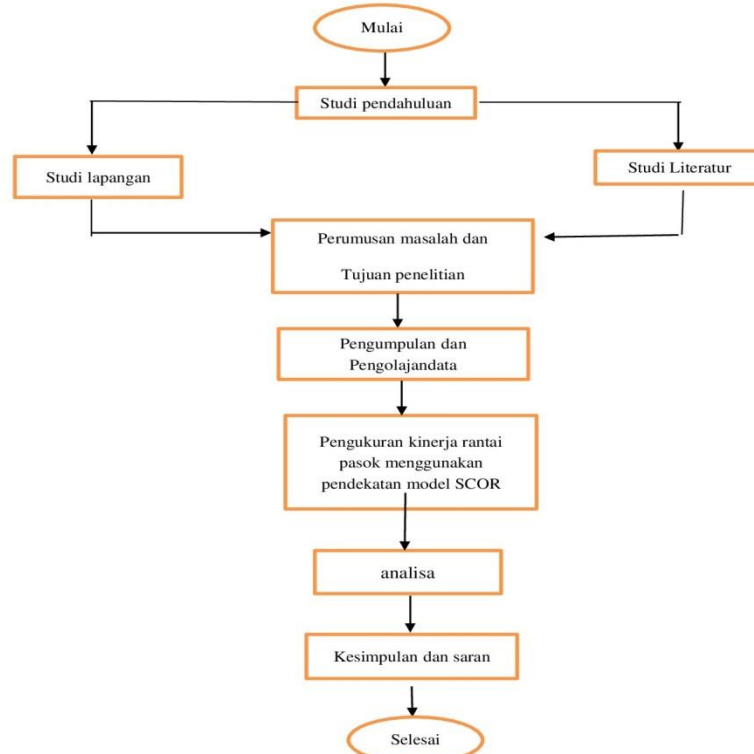 Mulai
Studi pendahuluan
Studi lapangan
Studi Literatur
Perumusan masalah dan
Tujuan penelitian
Pengumpulan dan
Pengolajandata
Pengukuran kinerja rantai
pasok menggunakan
pendekatan model SCOR
analisa
Kesimpulan dan saran
Selesai